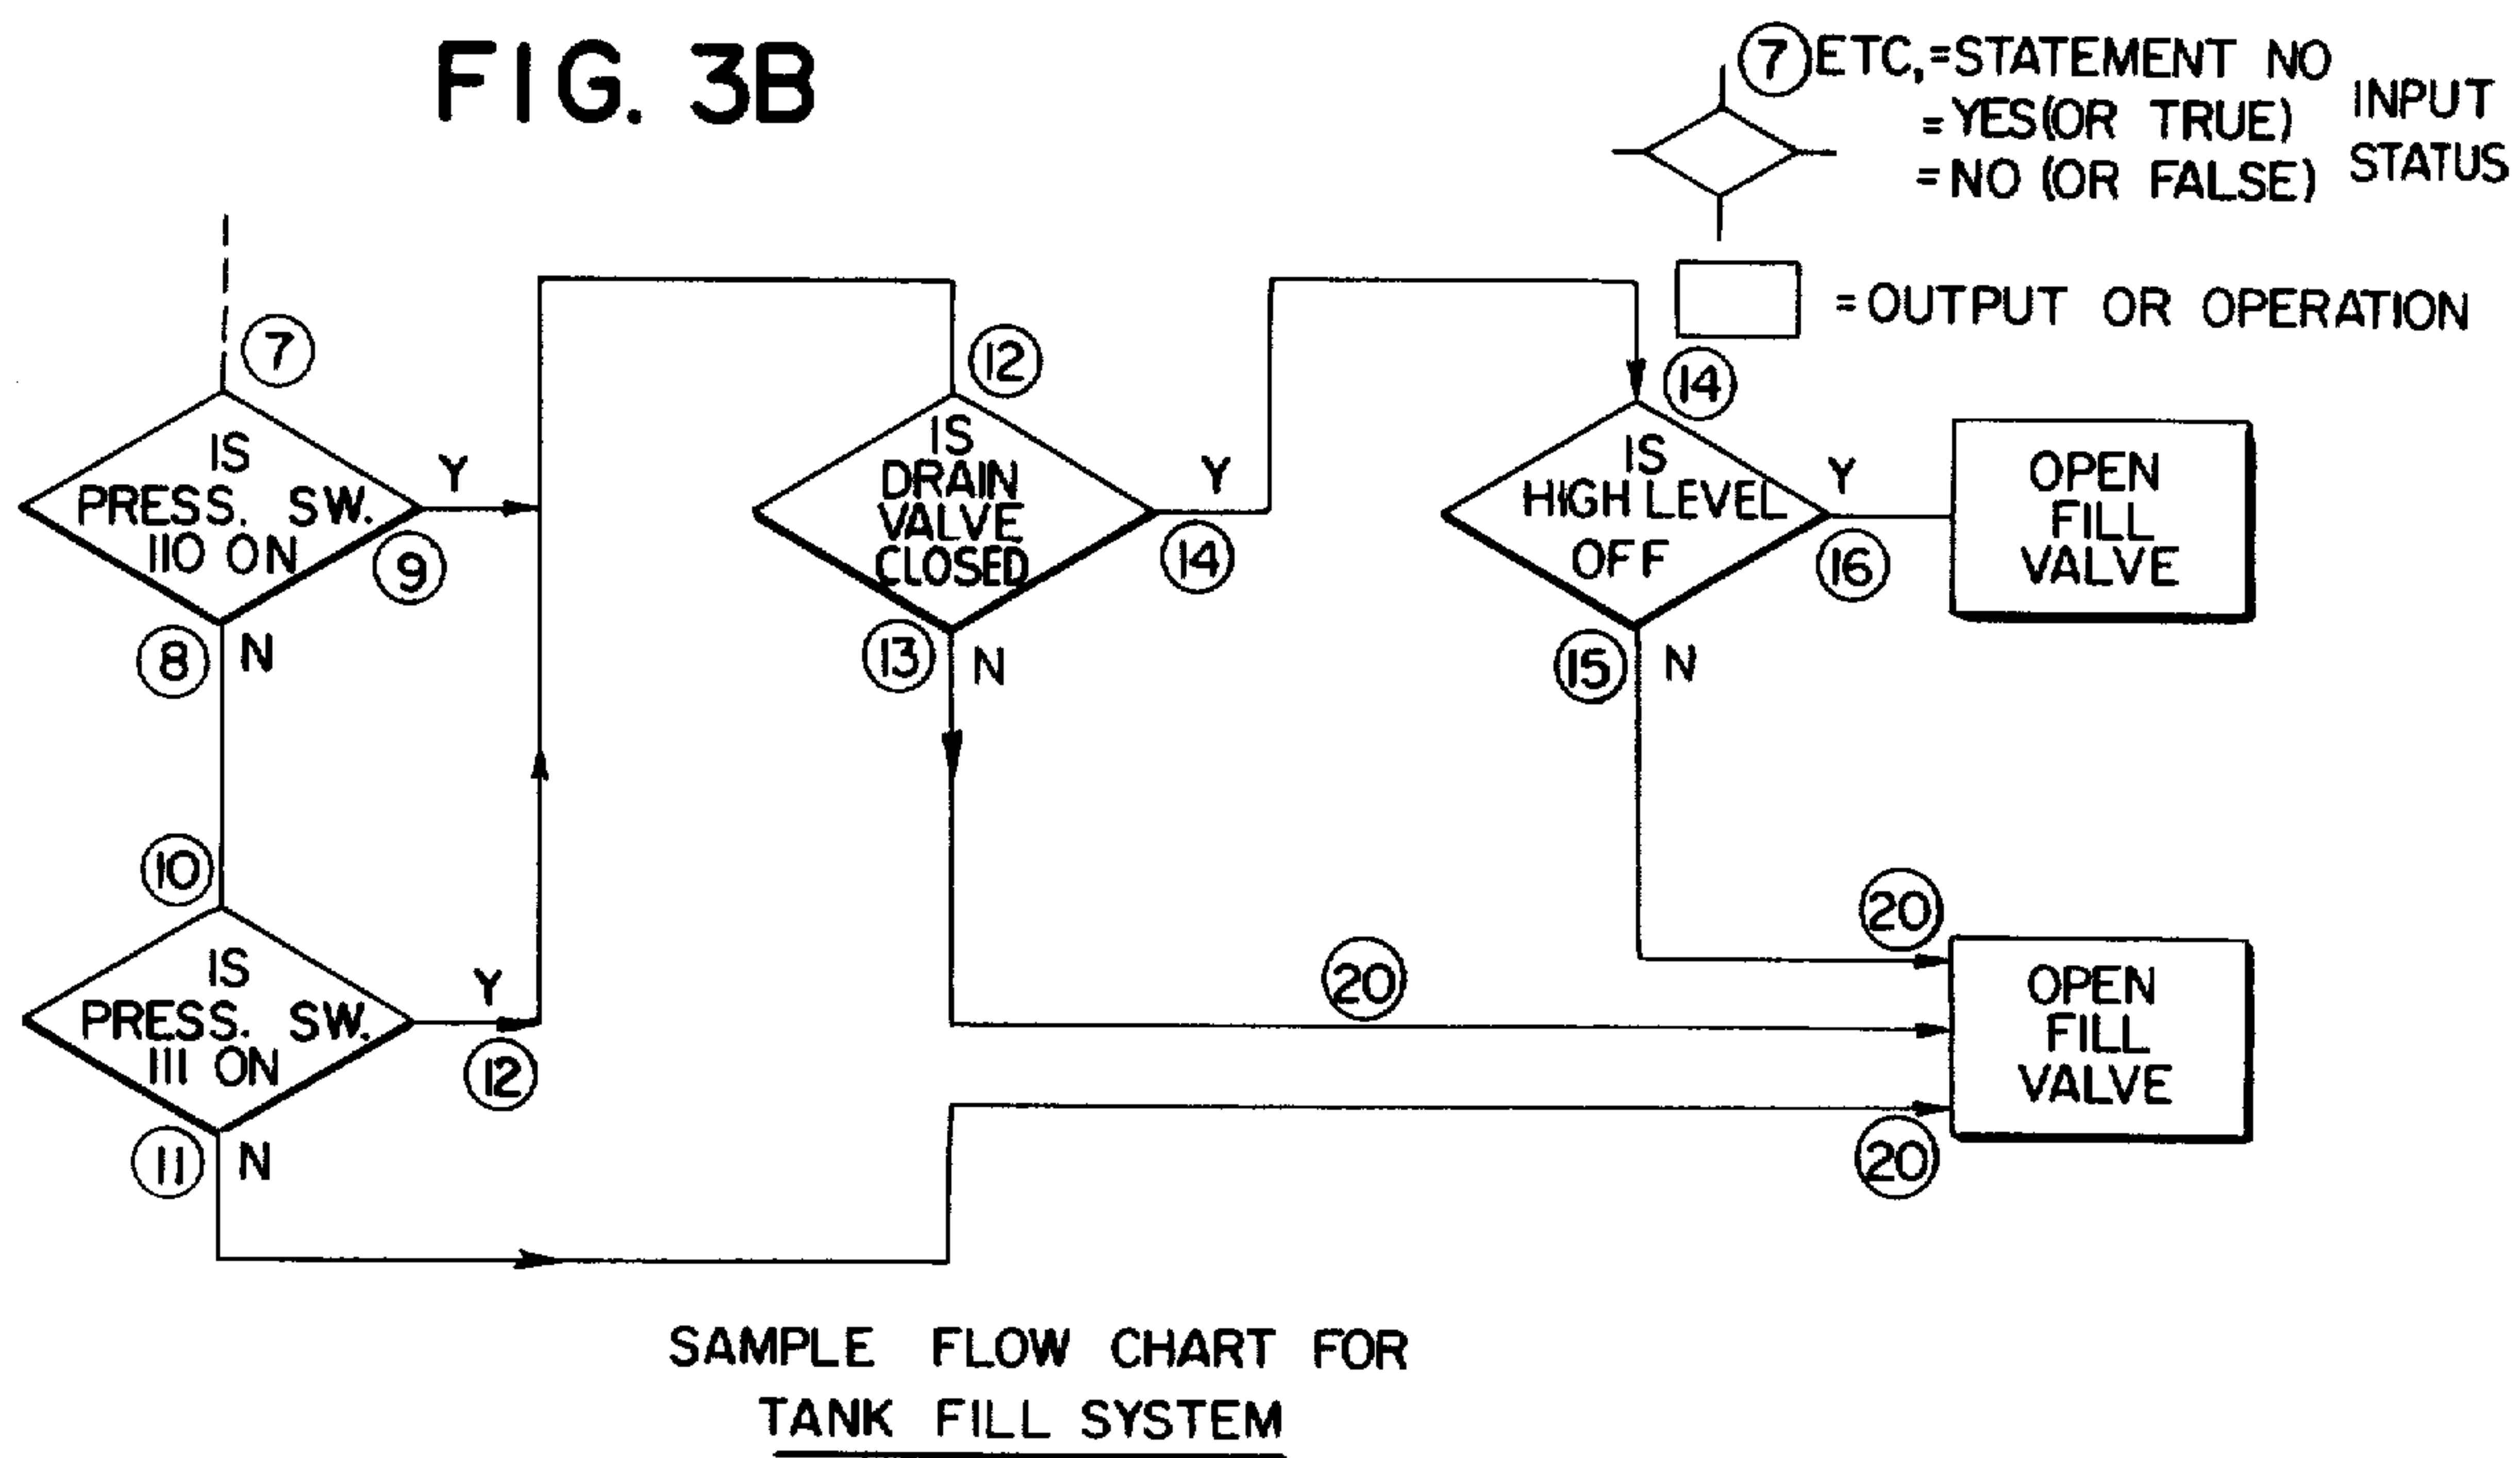 FIG. 3B
7 ETC,=STATEMENT NO
=YES(OR TRUE)
=NO (OR FALSE)
INPUT
STATUS
=OUTPUT OR OPERATION
7
IS
PRESS. SW.
110 ON
Y
9
8
N
10
IS
PRESS. SW.
111 ON
Y
12
11
N
12
IS
DRAIN
VALVE
CLOSED
Y
14
13
N
14
IS
HIGH LEVEL
OFF
Y
16
15
N
OPEN
FILL
VALVE
20
20
20
OPEN
FILL
VALVE
SAMPLE FLOW CHART FOR
TANK FILL SYSTEM